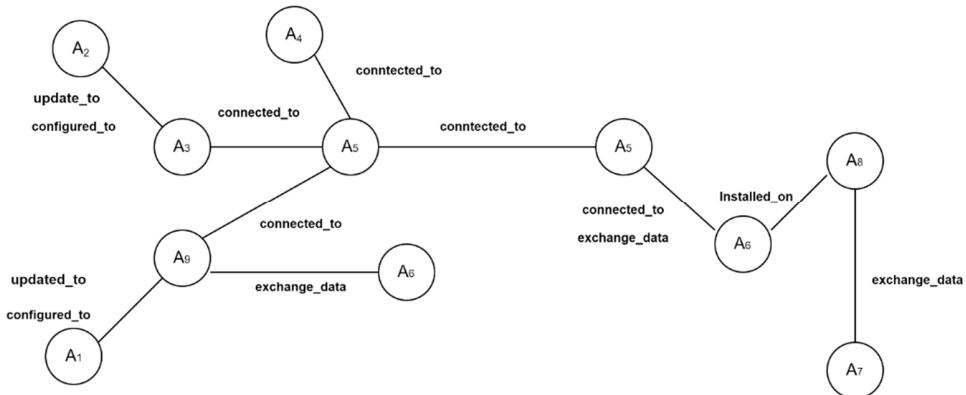 A4
A2
conntected_to
update_to
connected_to
conntected_to
configured_to
A3
A5
A5
A8
Installed_on
connected_to
connected_to
exchange_data
A6
A9
A6
updated_to
exchange_data
exchange_data
configured_to
A1
A7